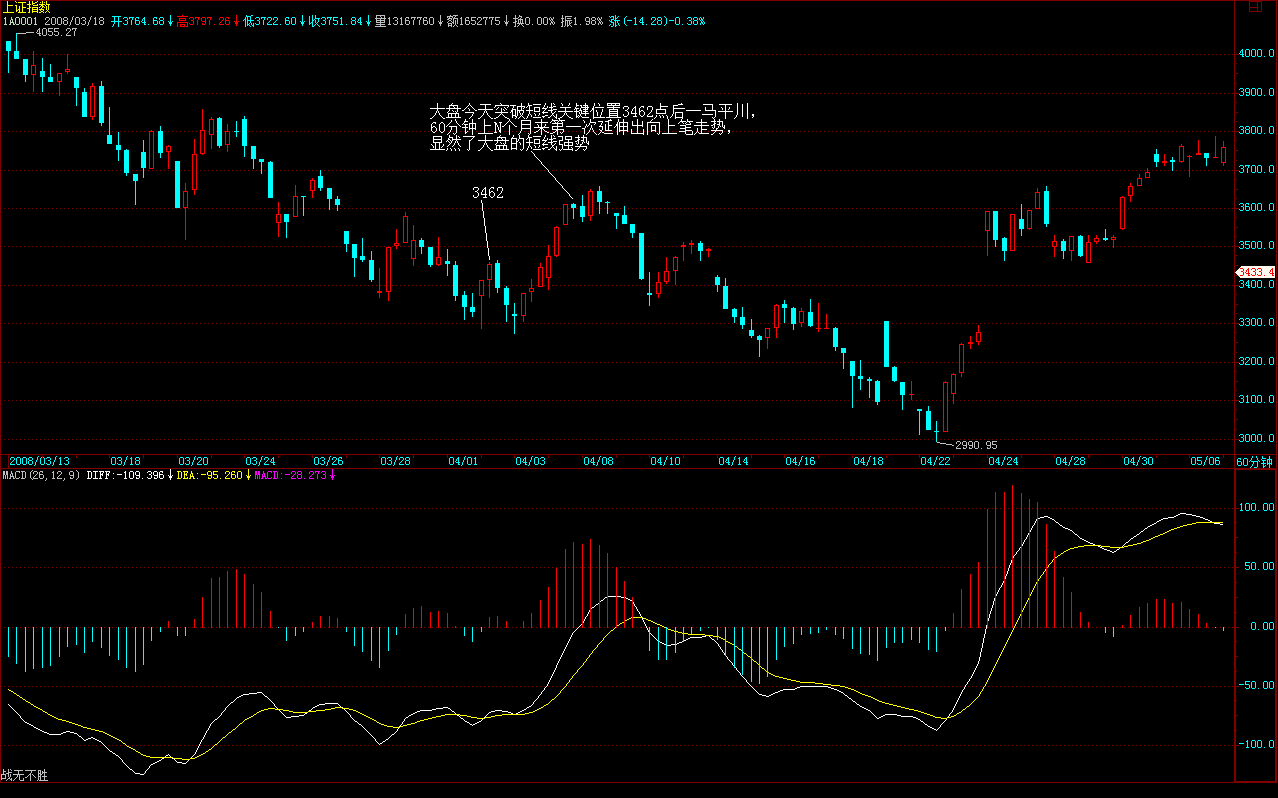 上证指数
1A0001 2008/03/18 开3764.68↓高3797.28↓低3722.60↓收3751.84↓量13167760↓额1652775↓换0.00% 振1.98% 涨(-14.28)-0.38%
4055.27
4000.0
3900.0
大盘今天突破短线关键位置3462点后一马平川，
60分钟上N个月来第一次延伸出向上笔走势，
显然了大盘的短线强势
3800.0
3700.0
3462
3600.0
3500.0
3433.4
3400.0
3300.0
3200.0
3100.0
3000.0
2990.95
2008/03/13 03/18 03/20 03/24 03/26 03/28 04/01 04/03 04/08 04/10 04/14 04/16 04/18 04/22 04/24 04/28 04/30 05/06 60分钟
MACD(26,12,9) DIFF:-109.396↓DEA:-95.260↓MACD:-28.273↓
100.00
50.00
0.00
-50.00
-100.0
战无不胜